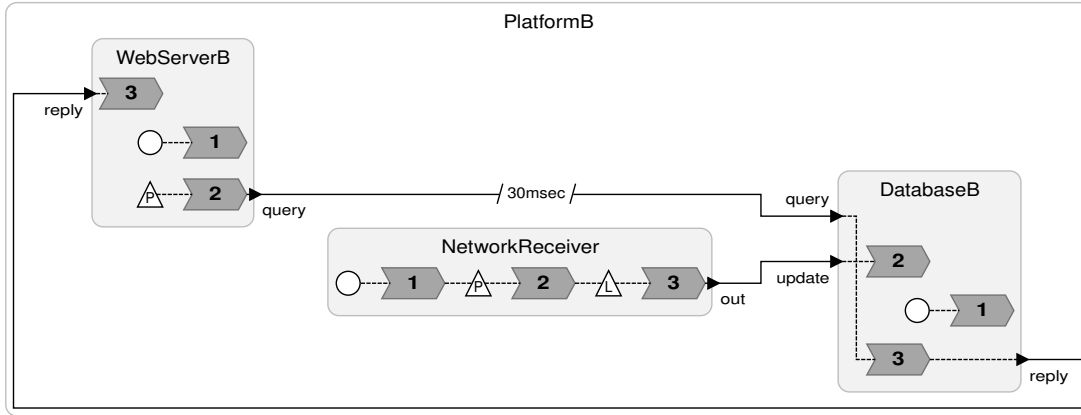 PlatformB
WebServerB
3
reply
1
P
2
query
30msec
DatabaseB
query
NetworkReceiver
2
1
P
2
L
3
out
update
1
3
reply